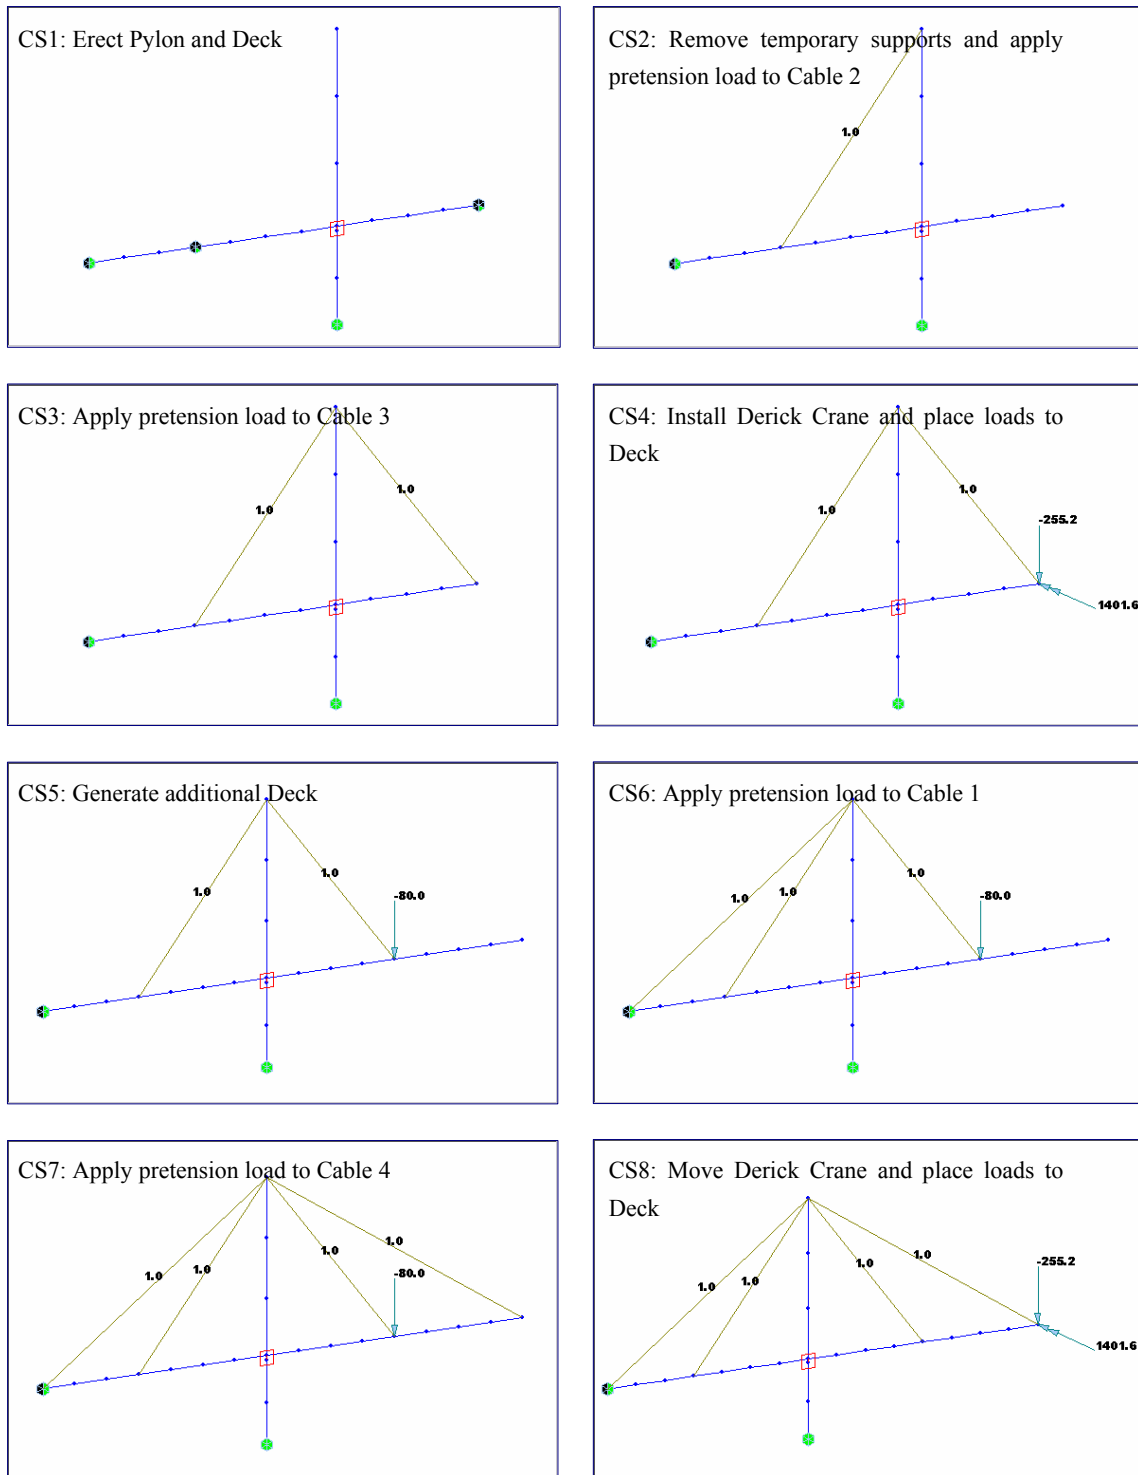 CS1: Erect Pylon and Deck
CS2: Remove temporary supports and apply
pretension load to Cable 2
1.0
CS3: Apply pretension load to Cable 3
1.0
1.0
CS4: Install Derick Crane and place loads to
Deck
1.0
1.0
-255.2
1401.6
CS5: Generate additional Deck
1.0
1.0
-80.0
CS6: Apply pretension load to Cable 1
1.0
1.0
1.0
-80.0
CS7: Apply pretension load to Cable 4
1.0
1.0
1.0
1.0
-80.0
CS8: Move Derick Crane and place loads to
Deck
1.0
1.0
1.0
1.0
-255.2
1401.6